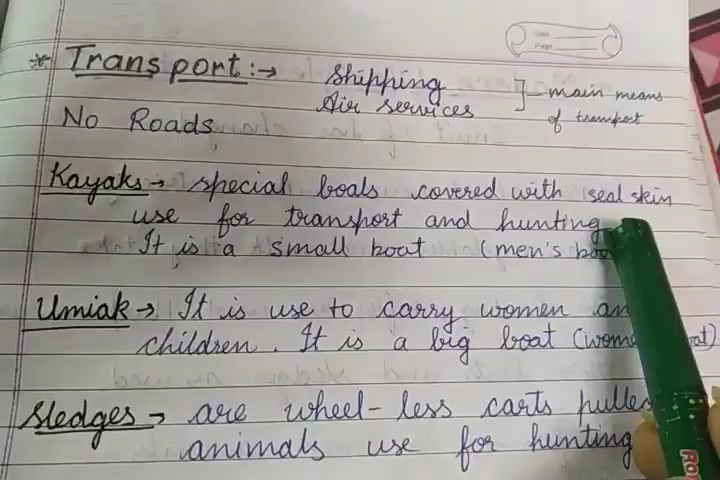 * Transport:→ Shipping
Air services ] main means
of transport
No Roads
Kayaks → special boats covered with seal skin
use for transport and hunting
It is a small boat (men's
Umiak → It is use to carry women
children. It is a big boat
Sledges → are wheel-less carts
animals use for hunting